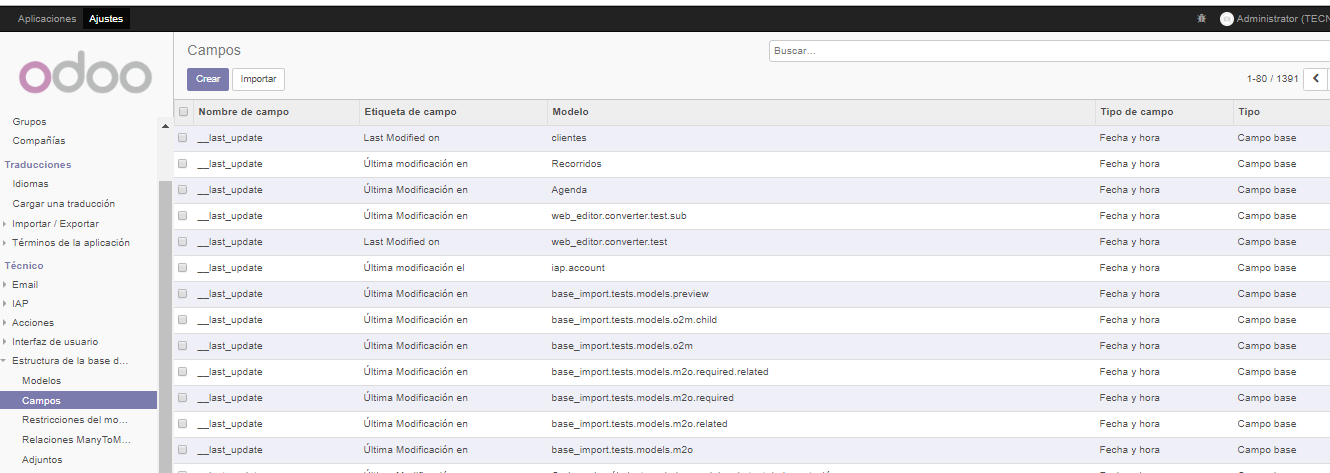 Aplicaciones Ajustes Administrator (TECN
odoo
Grupos
Compañías
Traducciones
Idiomas
Cargar una traducción
Importar / Exportar
Términos de la aplicación
Técnico
Email
IAP
Acciones
Interfaz de usuario
Estructura de la base d...
Modelos
Campos
Restricciones del mo...
Relaciones ManyToM...
Adjuntos
Campos
Buscar...
Crear Importar
1-80 / 1391
Nombre de campo Etiqueta de campo Modelo Tipo de campo Tipo
__last_update Last Modified on clientes Fecha y hora Campo base
__last_update Última modificación en Recorridos Fecha y hora Campo base
__last_update Última Modificación en Agenda Fecha y hora Campo base
__last_update Última Modificación en web_editor.converter.test.sub Fecha y hora Campo base
__last_update Last Modified on web_editor.converter.test Fecha y hora Campo base
__last_update Última modificación el iap.account Fecha y hora Campo base
__last_update Última Modificación en base_import.tests.models.preview Fecha y hora Campo base
__last_update Última Modificación en base_import.tests.models.o2m.child Fecha y hora Campo base
__last_update Última Modificación en base_import.tests.models.o2m Fecha y hora Campo base
__last_update Última Modificación en base_import.tests.models.m2o.required.related Fecha y hora Campo base
__last_update Última Modificación en base_import.tests.models.m2o.required Fecha y hora Campo base
__last_update Última Modificación en base_import.tests.models.m2o.related Fecha y hora Campo base
__last_update Última Modificación en base_import.tests.models.m2o Fecha y hora Campo base